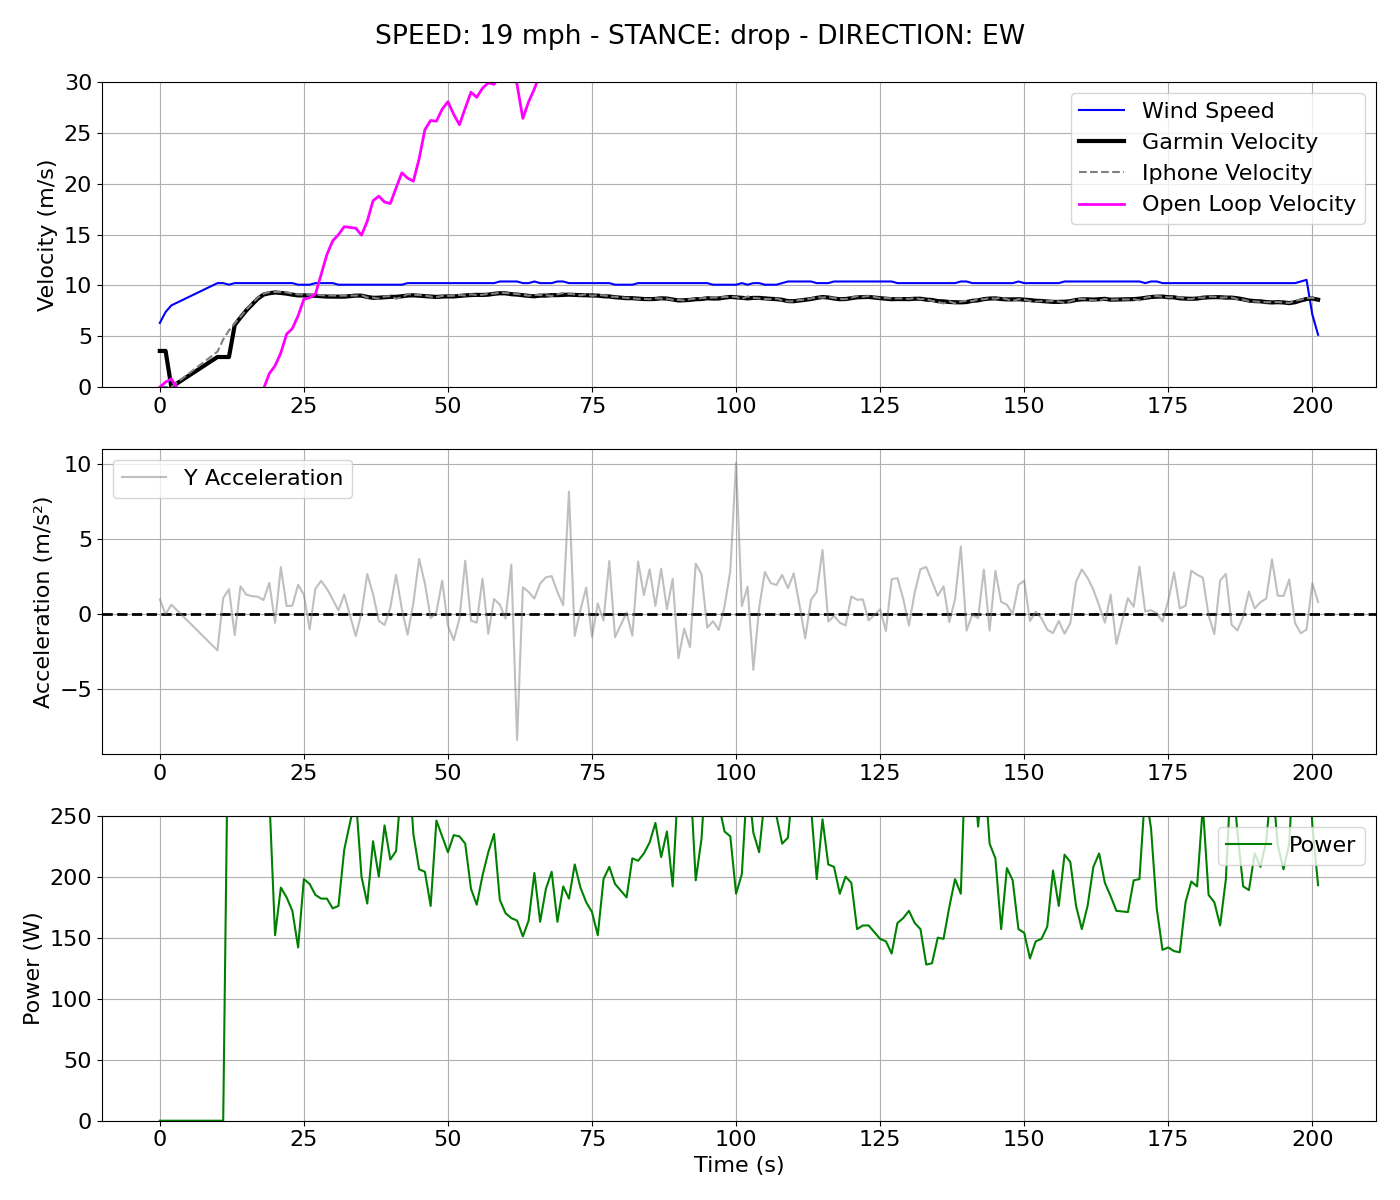 SPEED: 19 mph - STANCE: drop - DIRECTION: EW
Velocity (m/s)
30
25
20
15
10
5
0
Wind Speed
Garmin Velocity
Iphone Velocity
Open Loop Velocity
0 25 50 75 100 125 150 175 200
Acceleration (m/s²)
10
5
0
−5
Y Acceleration
0 25 50 75 100 125 150 175 200
Power (W)
250
200
150
100
50
0
Power
0 25 50 75 100 125 150 175 200
Time (s)